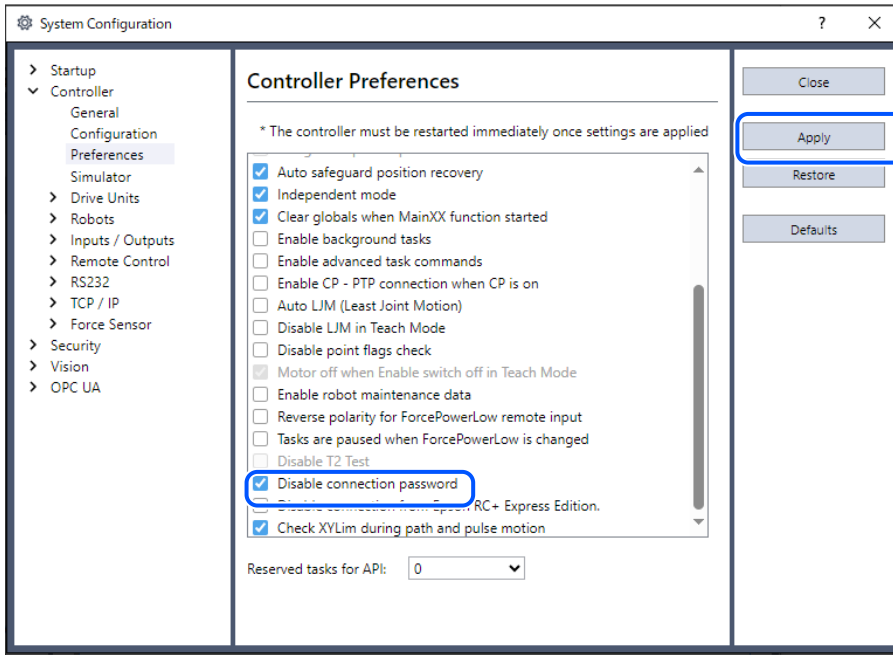 System Configuration
?
Startup
Controller
General
Configuration
Preferences
Simulator
Drive Units
Robots
Inputs / Outputs
Remote Control
RS232
TCP / IP
Force Sensor
Security
Vision
OPC UA
Controller Preferences
* The controller must be restarted immediately once settings are applied
Auto safeguard position recovery
Independent mode
Clear globals when MainXX function started
Enable background tasks
Enable advanced task commands
Enable CP - PTP connection when CP is on
Auto LJM (Least Joint Motion)
Disable LJM in Teach Mode
Disable point flags check
Motor off when Enable switch off in Teach Mode
Enable robot maintenance data
Reverse polarity for ForcePowerLow remote input
Tasks are paused when ForcePowerLow is changed
Disable T2 Test
Disable connection password
Disable connection from Epson RC+ Express Edition.
Check XYLim during path and pulse motion
Reserved tasks for API: 0
Close
Apply
Restore
Defaults